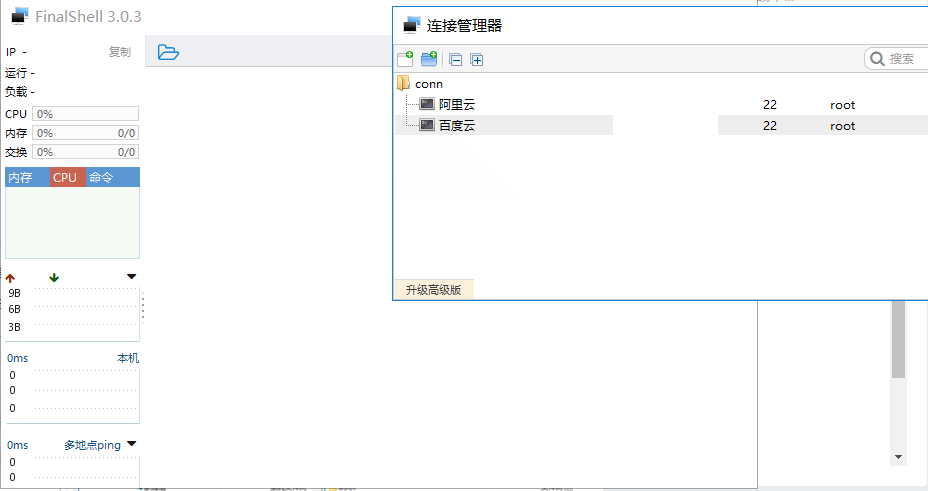 FinalShell 3.0.3
IP -
复制
运行 -
负载 -
CPU 0%
内存 0% 0/0
交换 0% 0/0
内存 CPU 命令
9B
6B
3B
0ms 本机
0
0
0
0ms 多地点ping
0
0
连接管理器
搜索
conn
阿里云 22 root
百度云 22 root
升级高级版